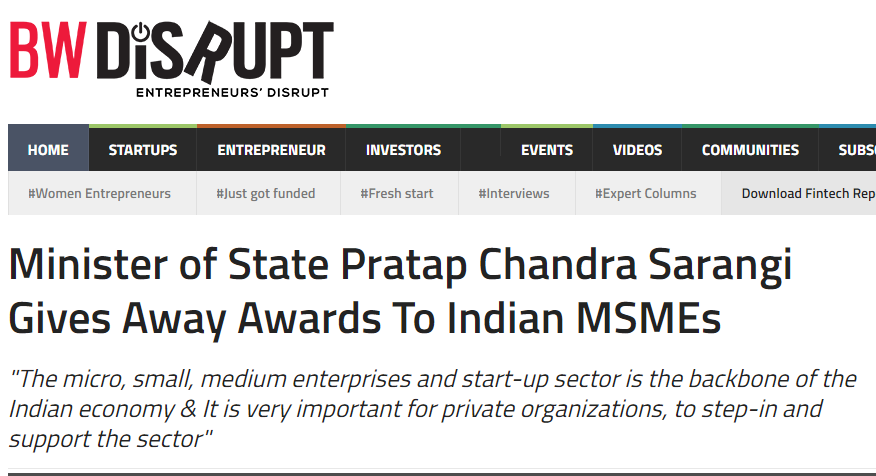 BW DiSRUPT
ENTREPRENEURS' DISRUPT
HOME STARTUPS ENTREPRENEUR INVESTORS EVENTS VIDEOS COMMUNITIES SUBS
#Women Entrepreneurs #Just got funded #Fresh start #Interviews #Expert Columns Download Fintech Rep
Minister of State Pratap Chandra Sarangi
Gives Away Awards To Indian MSMEs
"The micro, small, medium enterprises and start-up sector is the backbone of the
Indian economy & It is very important for private organizations, to step-in and
support the sector"